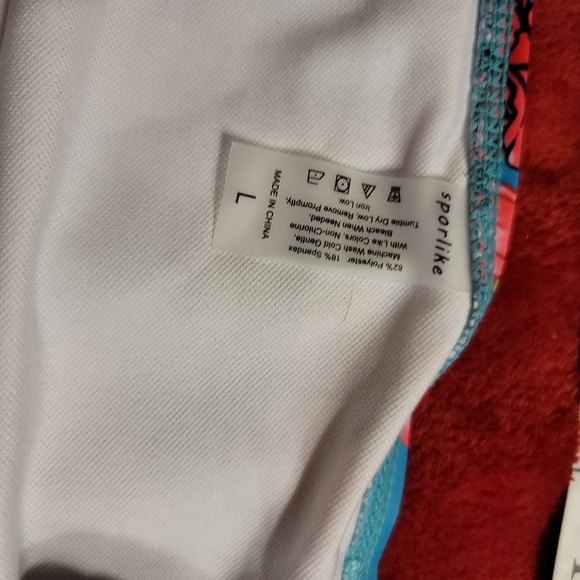 sporlike
82% Polyester 18% Spandex
Machine Wash Cold Gentle,
With Like Colors. Non-Chlorine
Bleach When Needed.
Tumble Dry Low, Remove Promptly,
Iron Low.
L
MADE IN CHINA